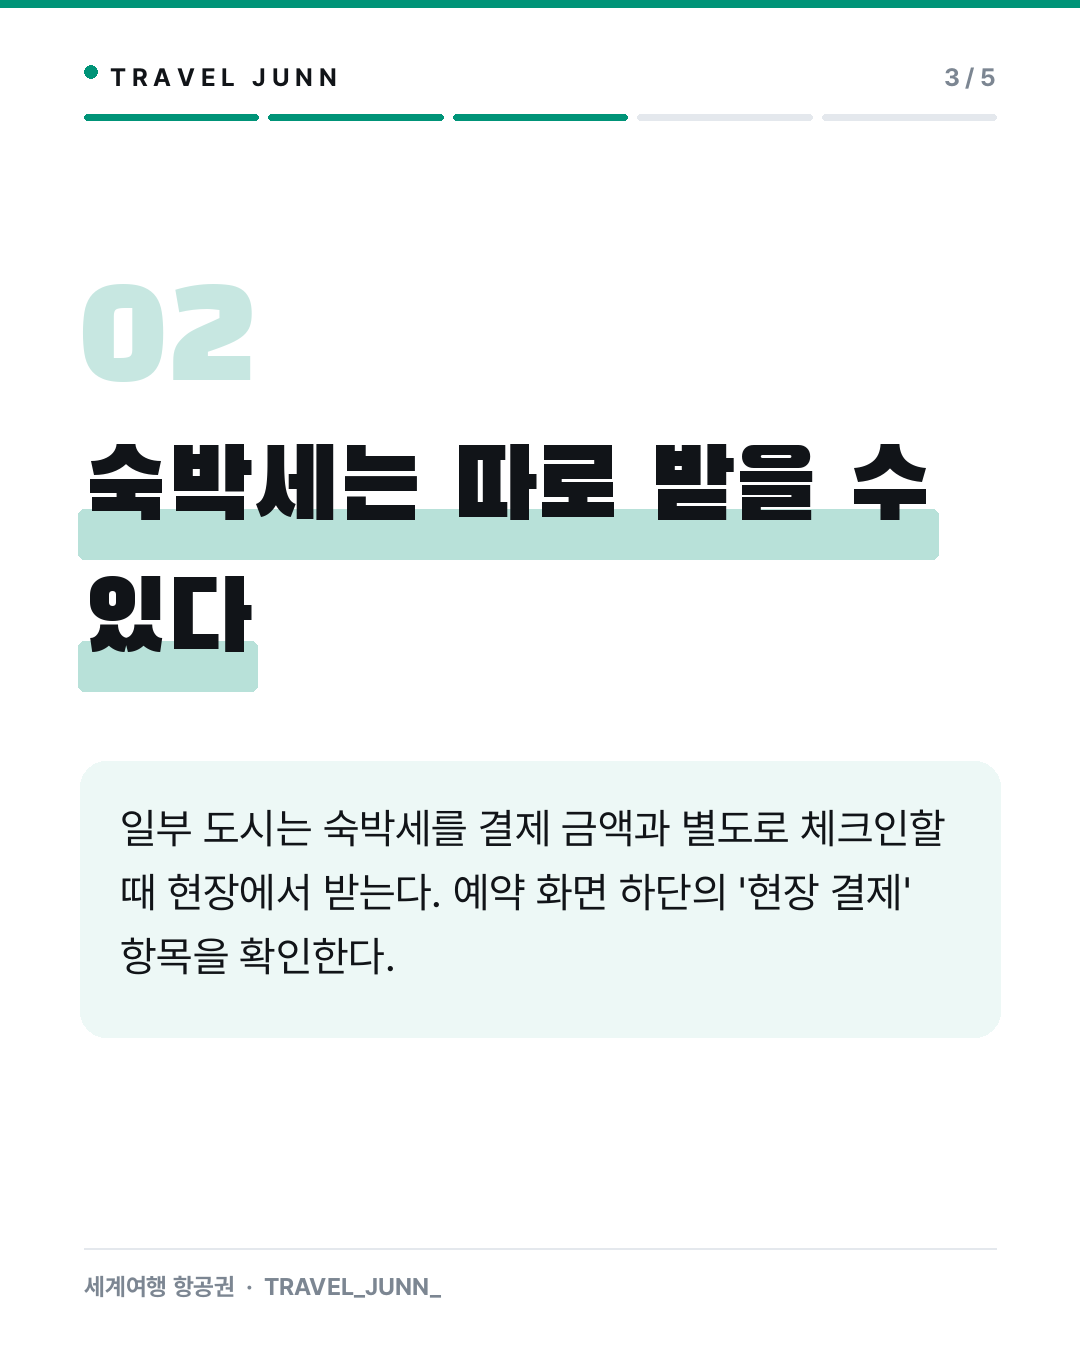 TRAVEL JUNN
3 / 5
02
숙박세는 따로 받을 수
있다
일부 도시는 숙박세를 결제 금액과 별도로 체크인할
때 현장에서 받는다. 예약 화면 하단의 '현장 결제'
항목을 확인한다.
세계여행 항공권 · TRAVEL_JUNN_